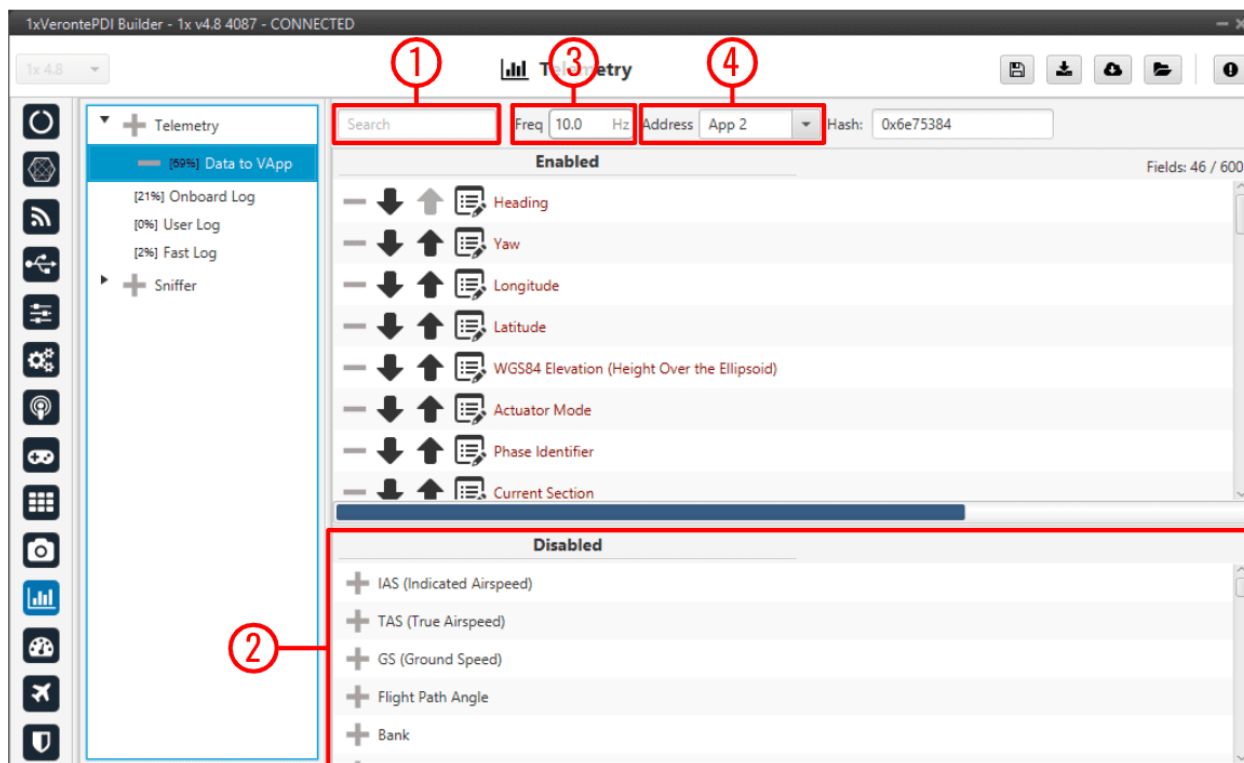 1xVerontePDI Builder - 1x v4.8 4087 - CONNECTED
1x 4.8
Telemetry
1
3
4
Telemetry
[69%] Data to VApp
[21%] Onboard Log
[0%] User Log
[2%] Fast Log
Sniffer
Search
Freq 10.0 Hz Address App 2 Hash: 0x6e75384
Enabled
Fields: 46 / 600
Heading
Yaw
Longitude
Latitude
WGS84 Elevation (Height Over the Ellipsoid)
Actuator Mode
Phase Identifier
Current Section
2
Disabled
IAS (Indicated Airspeed)
TAS (True Airspeed)
GS (Ground Speed)
Flight Path Angle
Bank